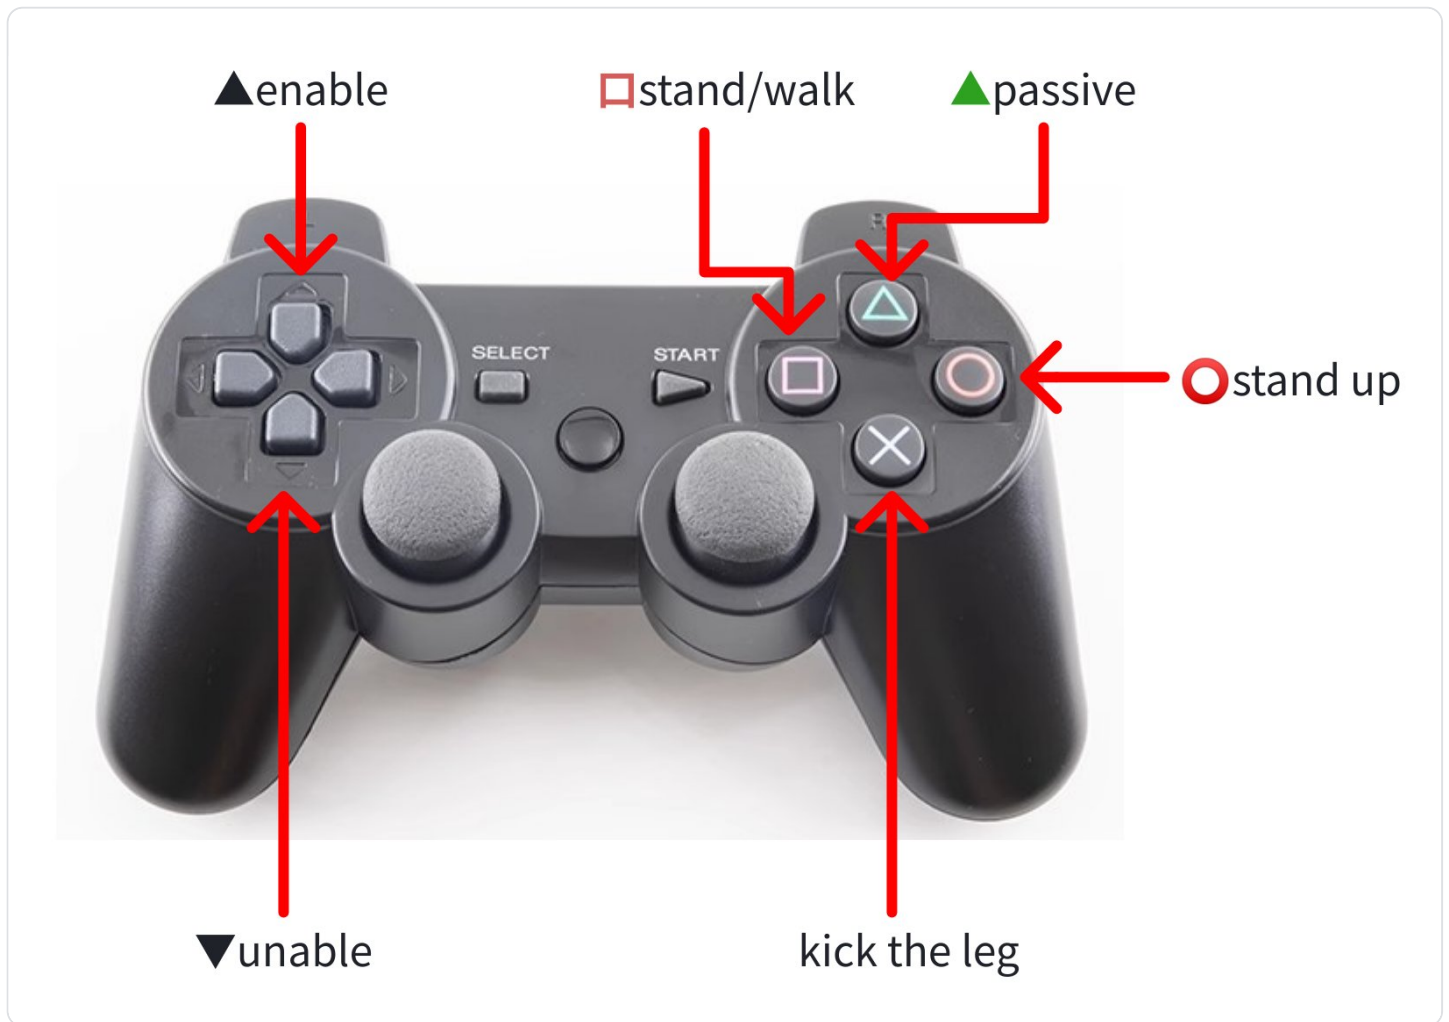 ▲enable
□stand/walk
▲passive
SELECT
START
⭕stand up
▼unable
kick the leg